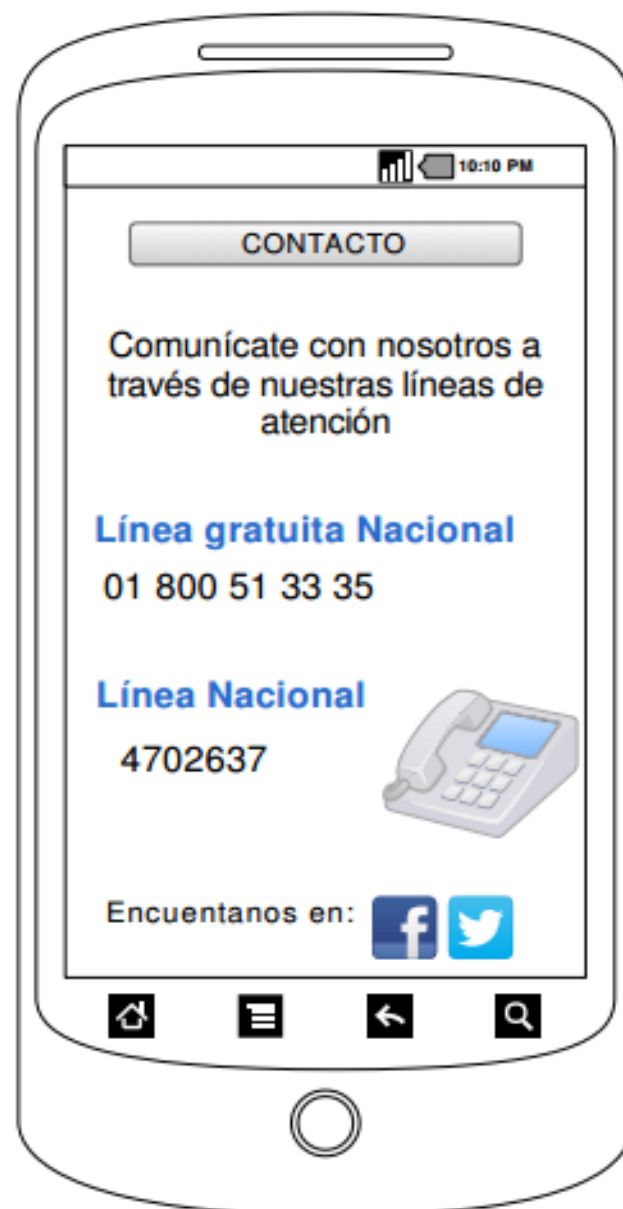 10:10 PM
CONTACTO
Comunícate con nosotros a
través de nuestras líneas de
atención
Línea gratuita Nacional
01 800 51 33 35
Línea Nacional
4702637
Encuentanos en: